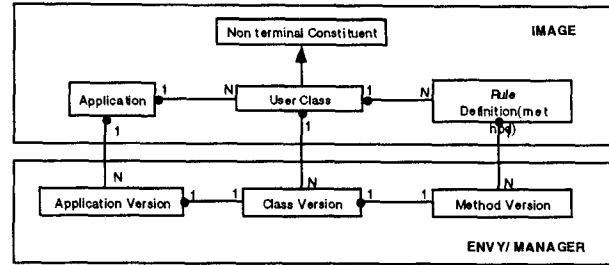 Non terminal Constituent
IMAGE
1
N
1
N
Application
User Class
Rule
Definition(met
hod)
1
1
1
N
N
N
1
1
1
1
Application Version
Class Version
Method Version
ENVY/ MANAGER